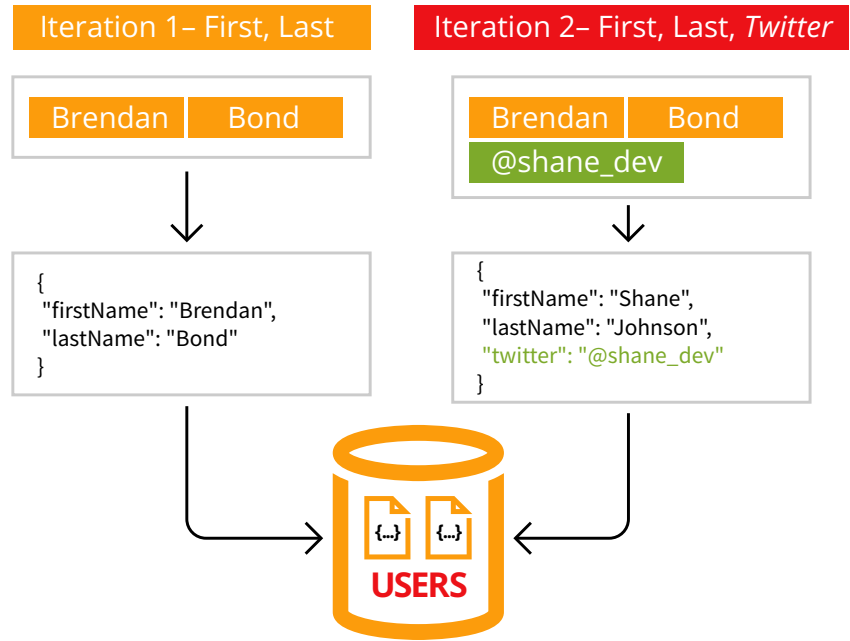 Iteration 1– First, Last
Brendan Bond
{
"firstName": "Brendan",
"lastName": "Bond"
}
Iteration 2– First, Last, Twitter
Brendan Bond
@shane_dev
{
"firstName": "Shane",
"lastName": "Johnson",
"twitter": "@shane_dev"
}
{...} {...}
USERS